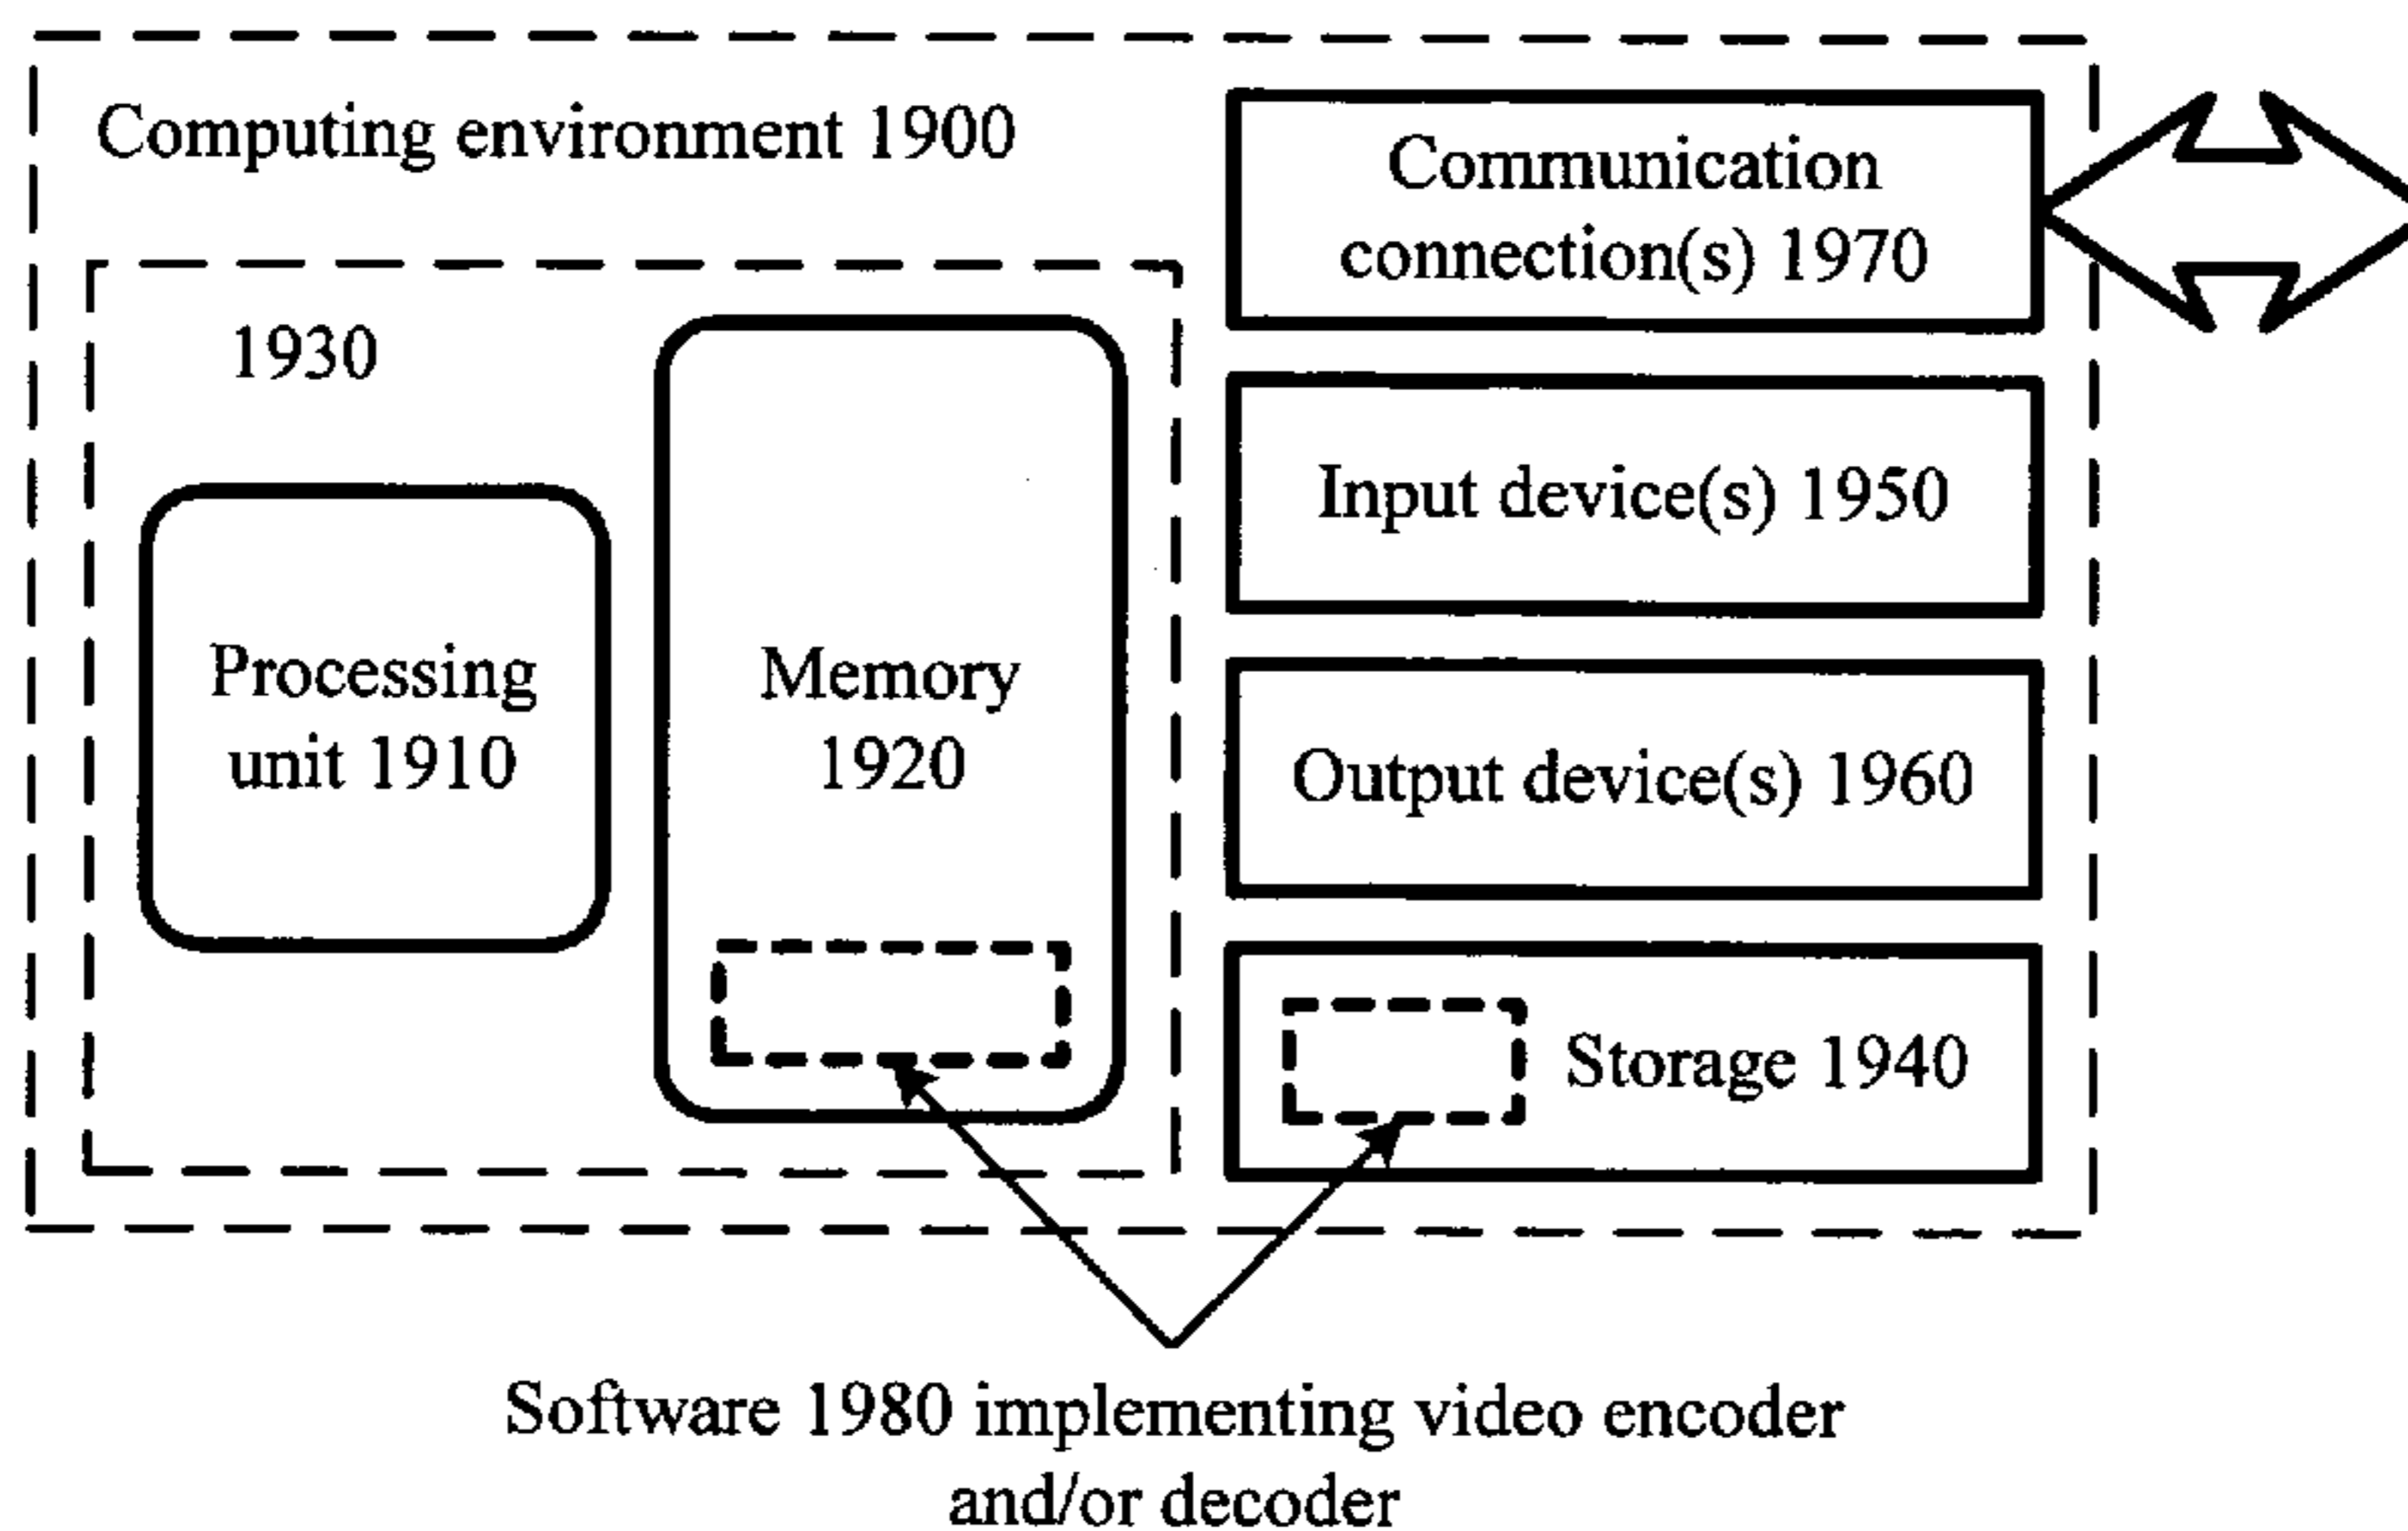 Computing environment 1900
1930
Processing
unit 1910
Memory
1920
Communication
connection(s) 1970
Input device(s) 1950
Output device(s) 1960
Storage 1940
Software 1980 implementing video encoder
and/or decoder